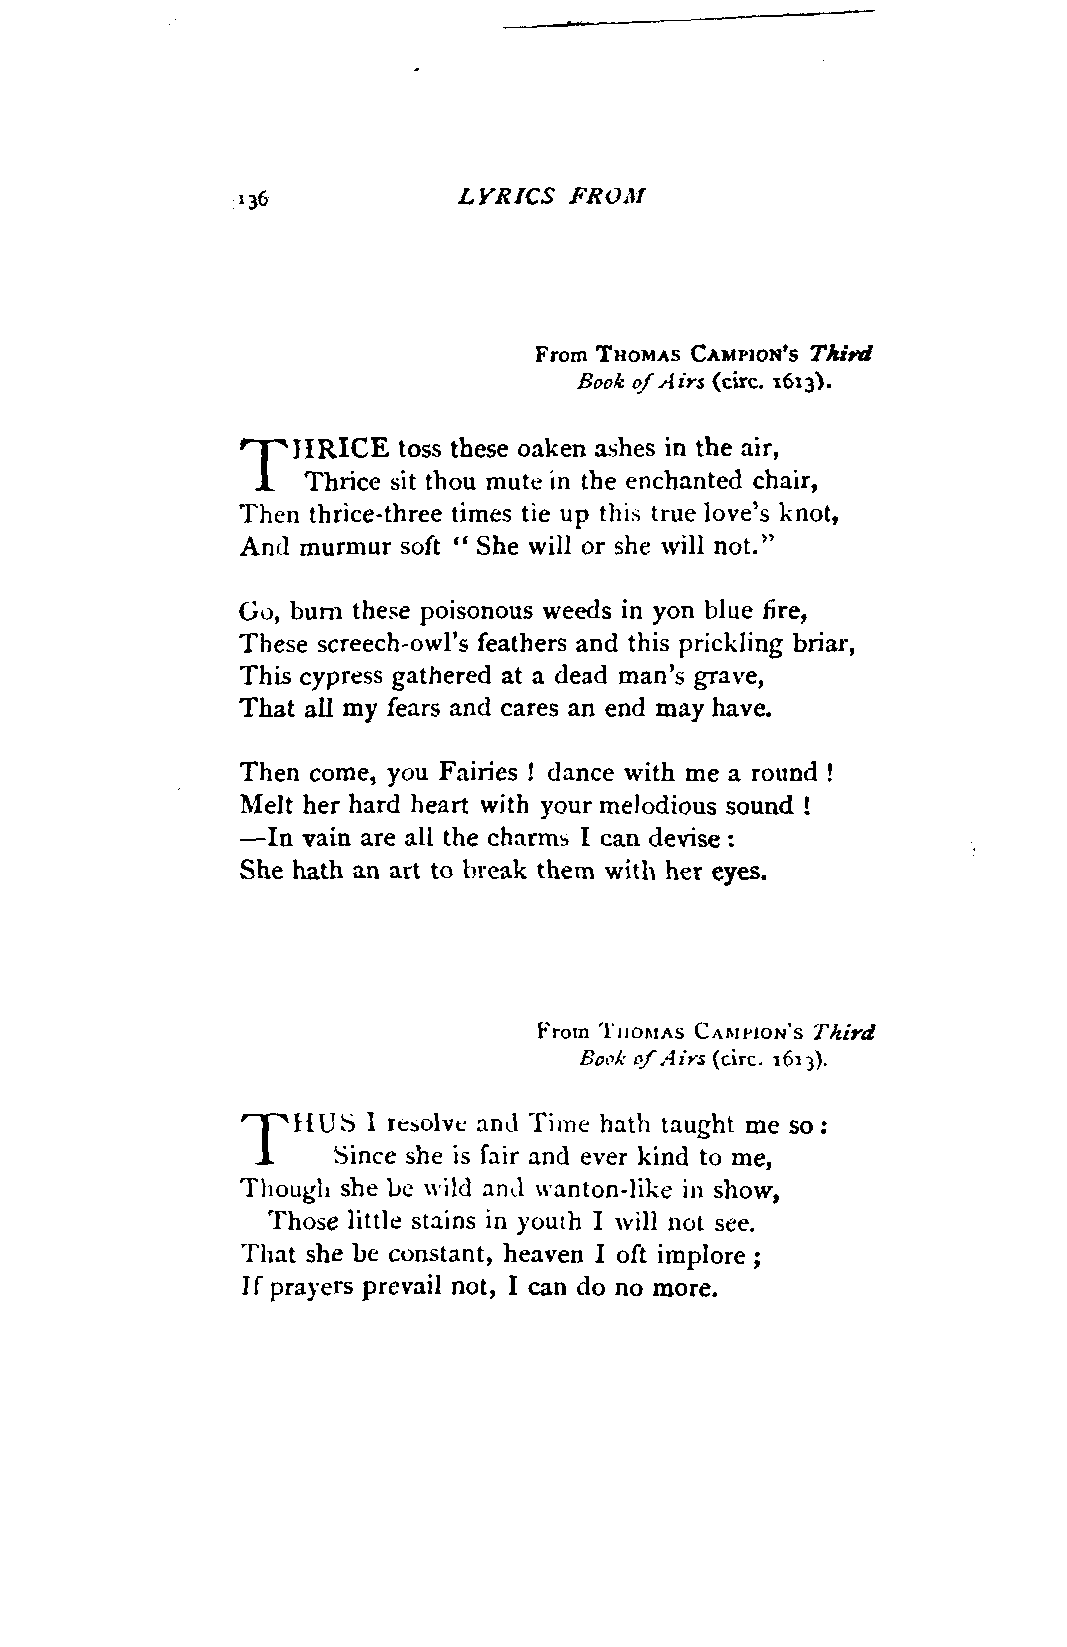 136 LYRICS FROM
From THOMAS CAMPION'S Third
Book of Airs (circ. 1613).
THRICE toss these oaken ashes in the air,
Thrice sit thou mute in the enchanted chair,
Then thrice-three times tie up this true love's knot,
And murmur soft " She will or she will not."
Go, burn these poisonous weeds in yon blue fire,
These screech-owl's feathers and this prickling briar,
This cypress gathered at a dead man's grave,
That all my fears and cares an end may have.
Then come, you Fairies ! dance with me a round !
Melt her hard heart with your melodious sound !
—In vain are all the charms I can devise :
She hath an art to break them with her eyes.
From THOMAS CAMPION'S Third
Book of Airs (circ. 1613).
THUS I resolve and Time hath taught me so :
Since she is fair and ever kind to me,
Though she be wild and wanton-like in show,
Those little stains in youth I will not see.
That she be constant, heaven I oft implore ;
If prayers prevail not, I can do no more.